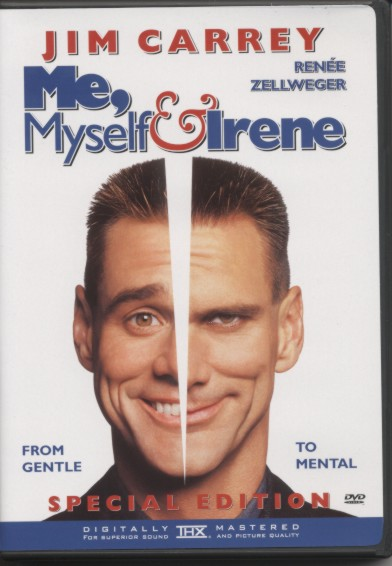 JIM CARREY
RENÉE
ZELLWEGER
Me,
Myself & Irene
FROM
GENTLE
TO
MENTAL
SPECIAL EDITION
DVD
DIGITALLY THX MASTERED
FOR SUPERIOR SOUND AND PICTURE QUALITY